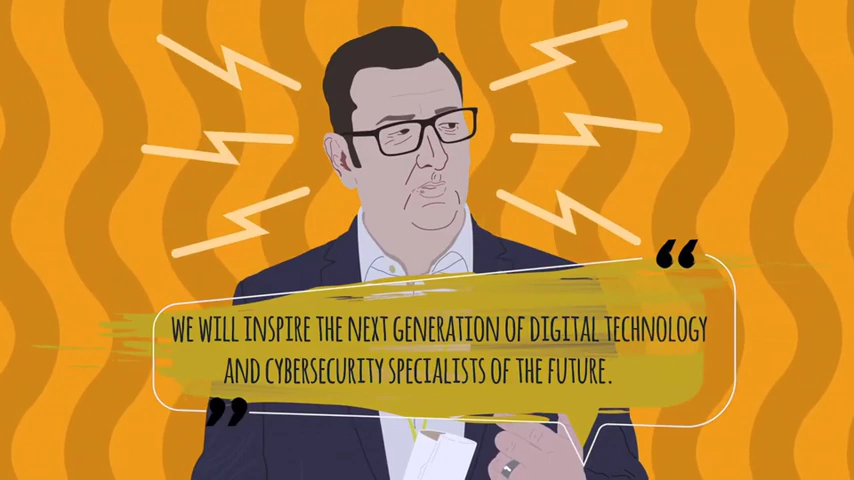 WE WILL INSPIRE THE NEXT GENERATION OF DIGITAL TECHNOLOGY
AND CYBERSECURITY SPECIALISTS OF THE FUTURE.